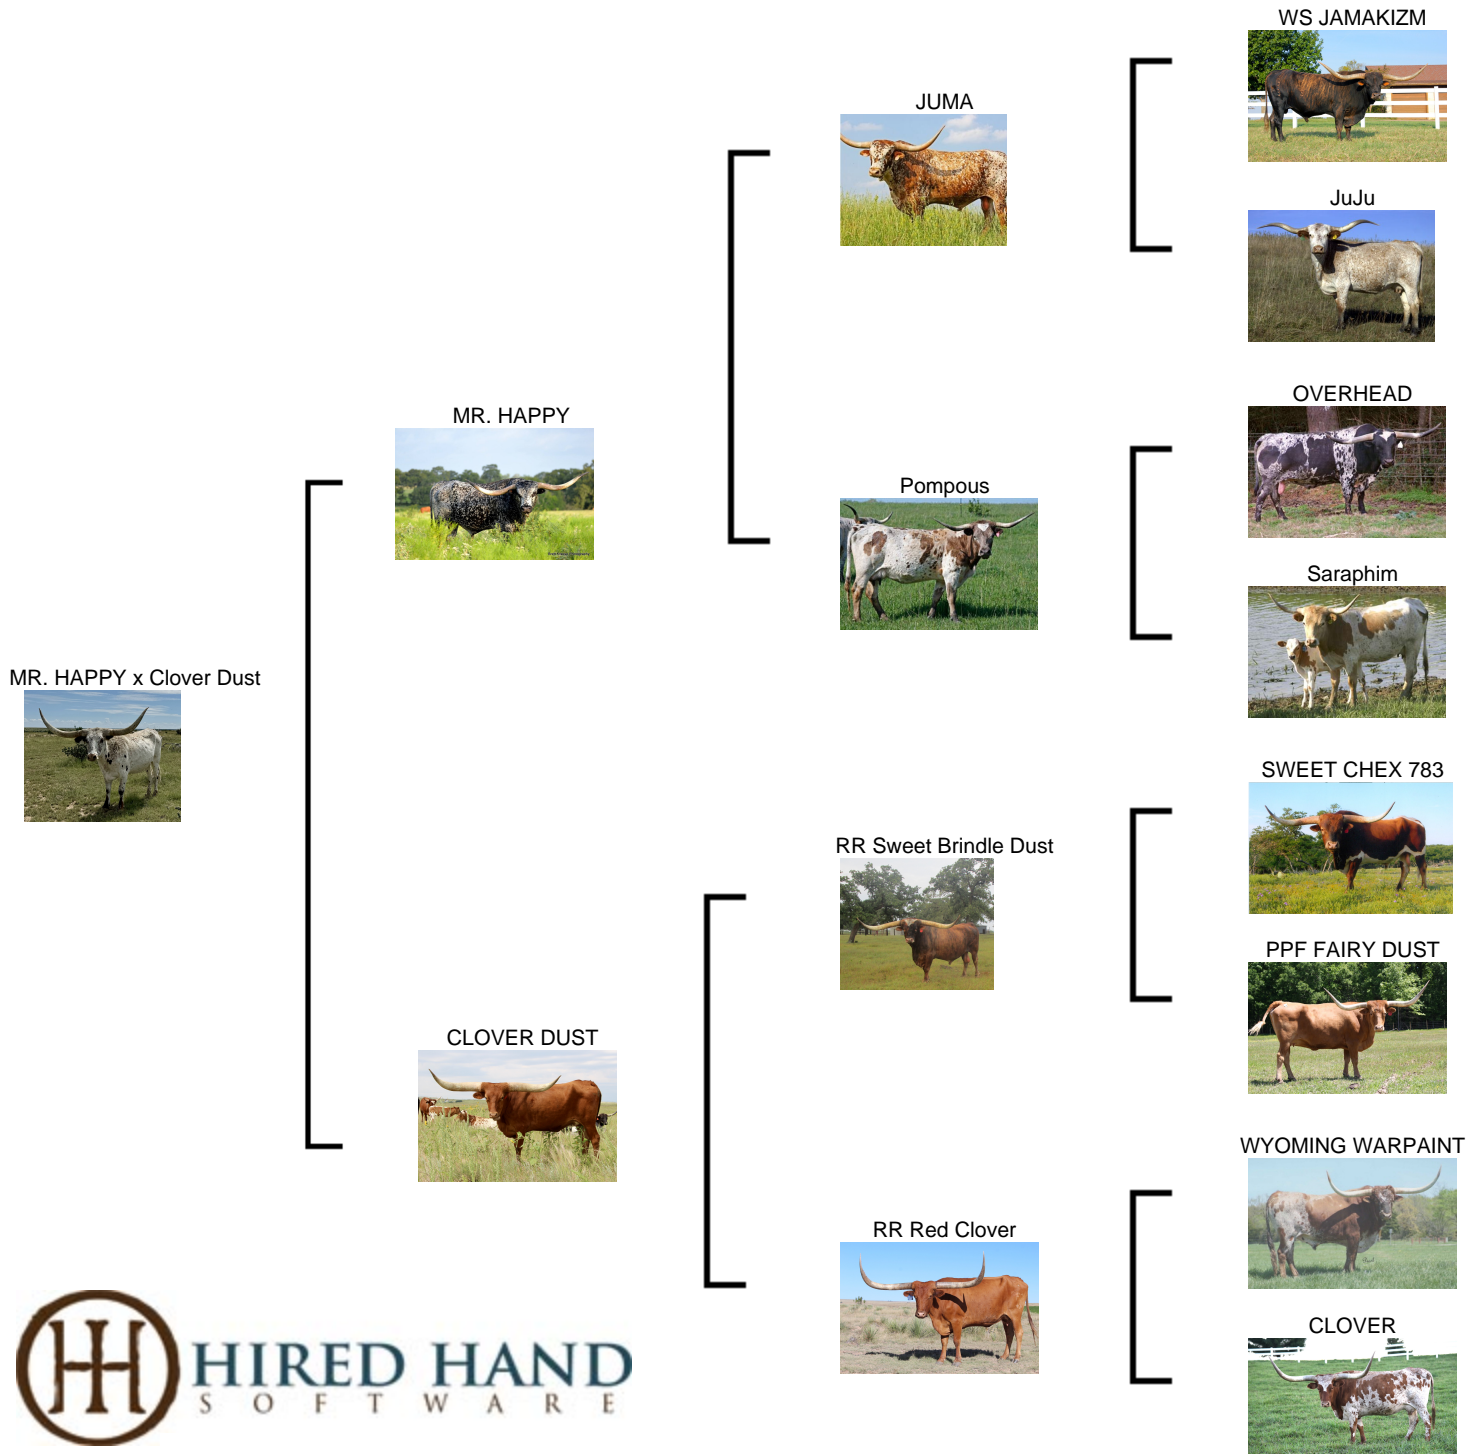 WS JAMAKIZM
JUMA
JuJu
OVERHEAD
MR. HAPPY
Pompous
Saraphim
MR. HAPPY x Clover Dust
SWEET CHEX 783
RR Sweet Brindle Dust
PPF FAIRY DUST
CLOVER DUST
WYOMING WARPAINT
RR Red Clover
CLOVER
HIRED HAND
SOFTWARE